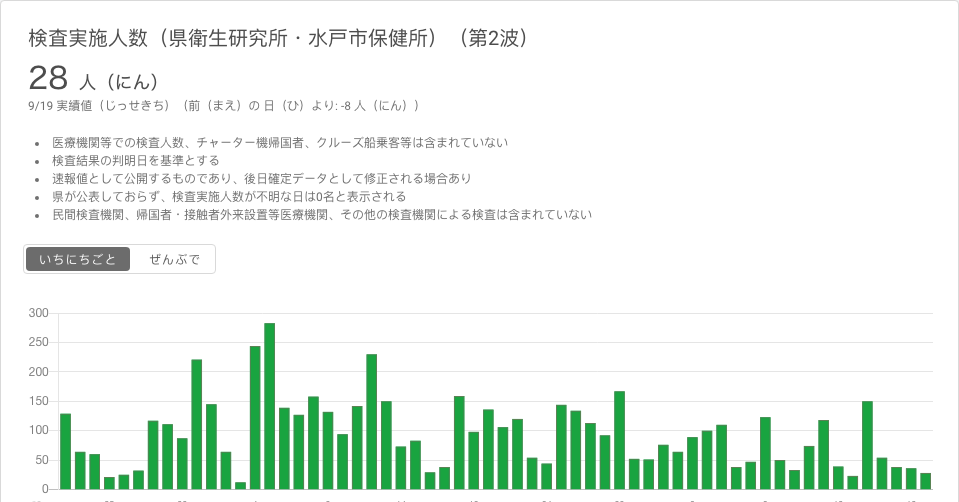 検査実施人数（県衛生研究所・水戸市保健所）（第2波）
28 人（にん）
9/19 実績値（じっせきち）（前（まえ）の 日（ひ）より: -8 人（にん））
• 医療機関等での検査人数、チャーター機帰国者、クルーズ船乗客等は含まれていない
• 検査結果の判明日を基準とする
• 速報値として公開するものであり、後日確定データとして修正される場合あり
• 県が公表しておらず、検査実施人数が不明な日は0名と表示される
• 民間検査機関、帰国者・接触者外来設置等医療機関、その他の検査機関による検査は含まれていない
いちにちごと ぜんぶで
300
250
200
150
100
50
0